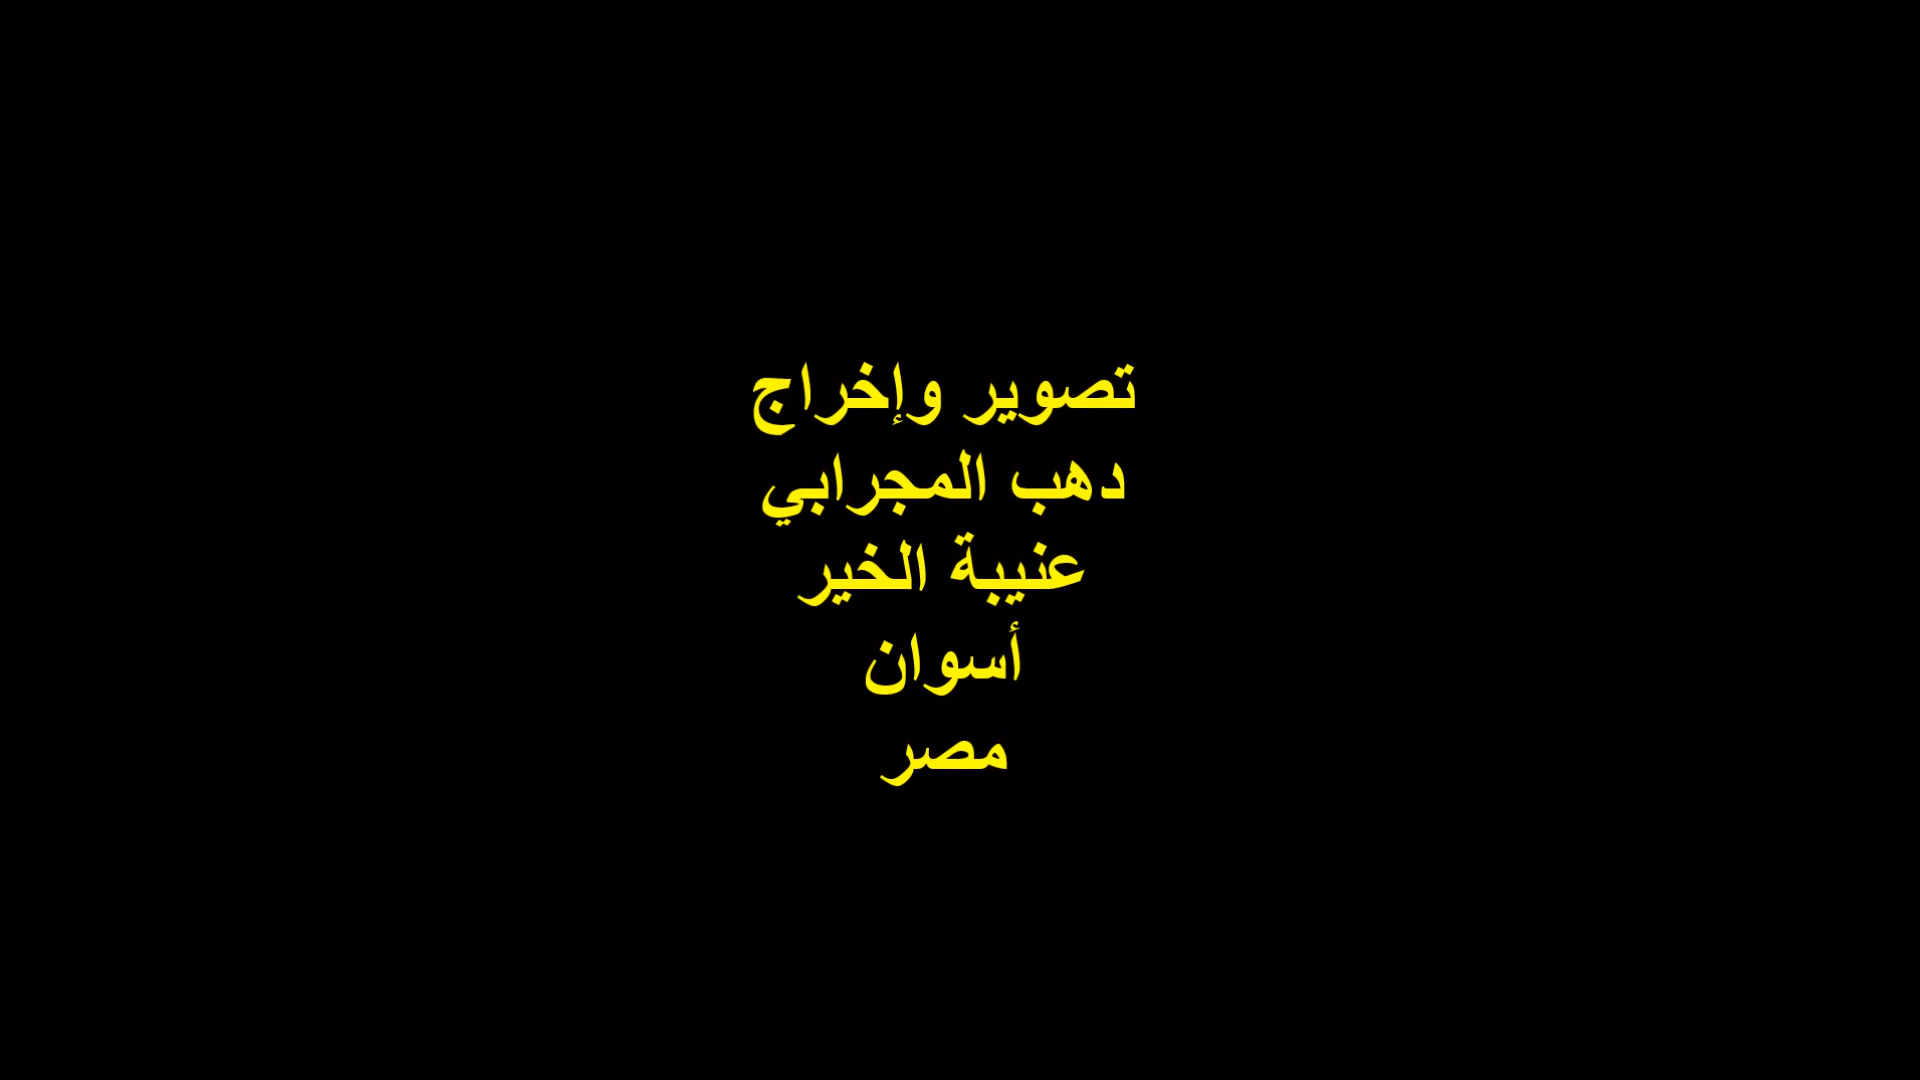 تصوير وإخراج
دهب المجرابي
عنيبة الخير
أسوان
مصر